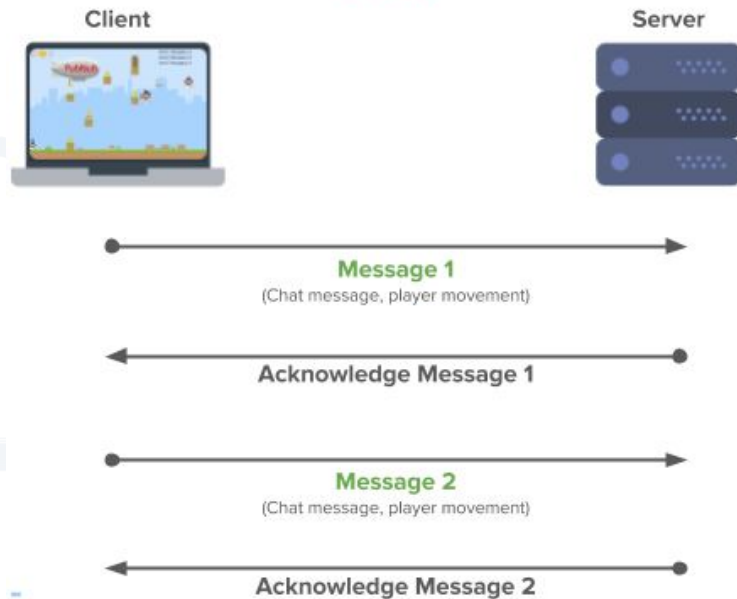 Client
Server
PubNub
Message 1
(Chat message, player movement)
Acknowledge Message 1
Message 2
(Chat message, player movement)
Acknowledge Message 2